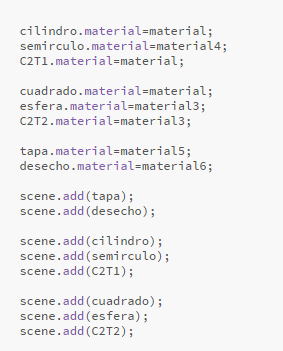 cilindro.material=material;
semirculo.material=material4;
C2T1.material=material;
cuadrado.material=material;
esfera.material=material3;
C2T2.material=material3;
tapa.material=material5;
desecho.material=material6;
scene.add(tapa);
scene.add(desecho);
scene.add(cilindro);
scene.add(semirculo);
scene.add(C2T1);
scene.add(cuadrado);
scene.add(esfera);
scene.add(C2T2);